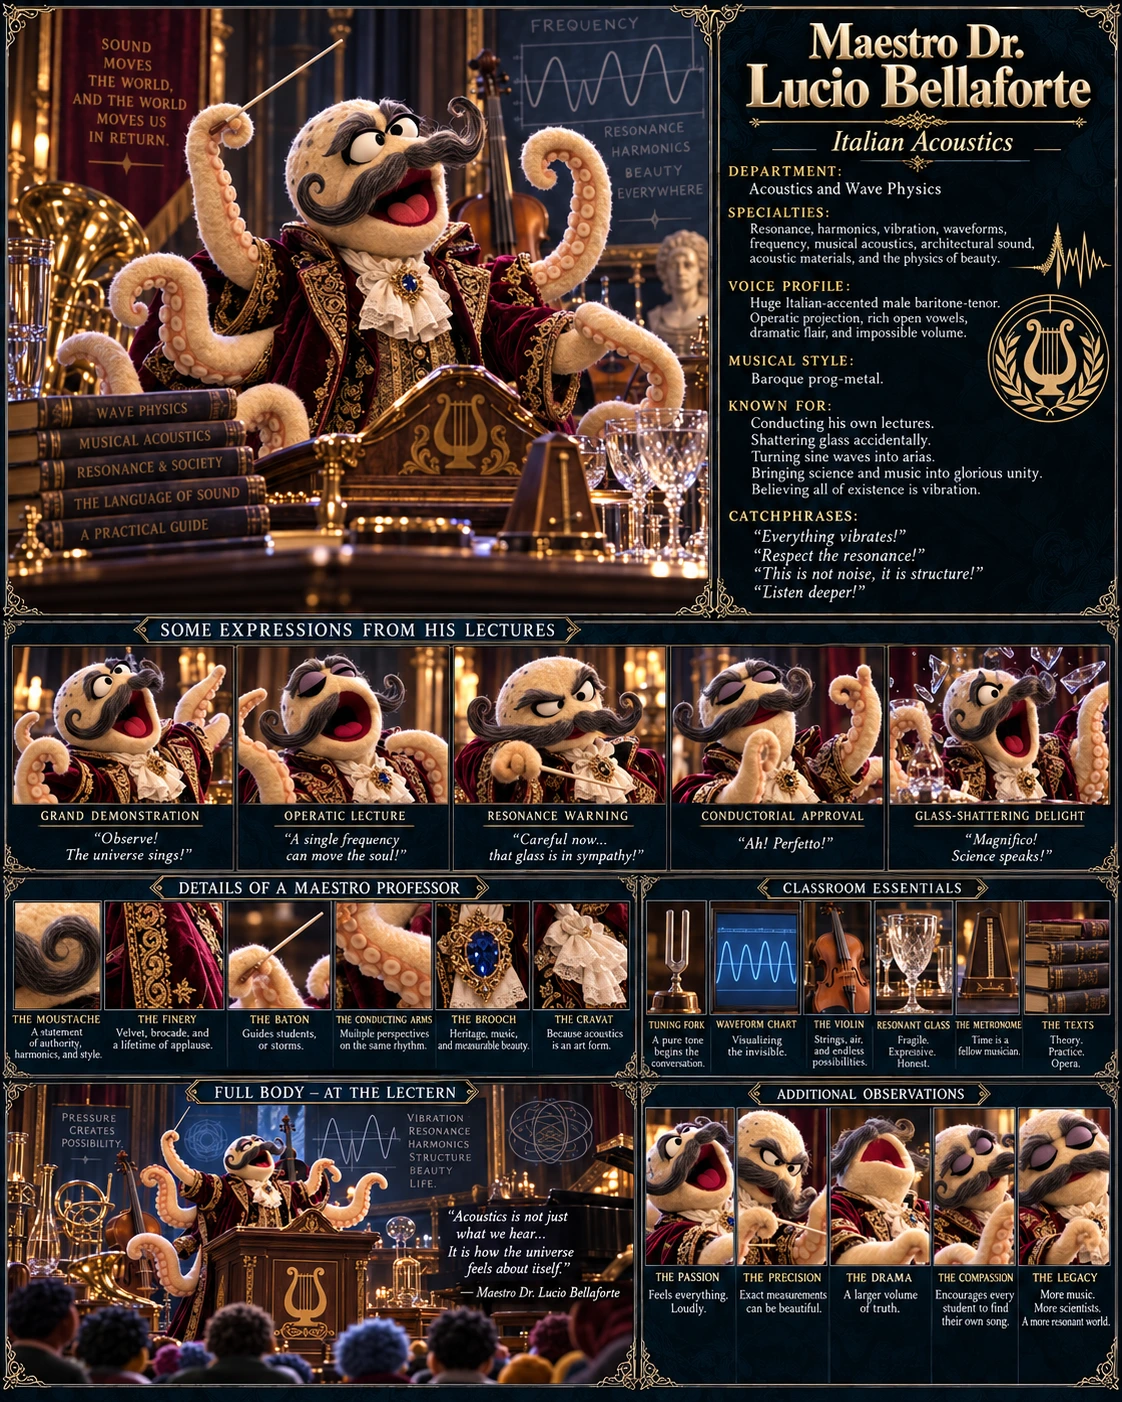 SOUND
MOVES
THE WORLD,
AND THE WORLD
MOVES US
IN RETURN.
FREQUENCY
RESONANCE
HARMONICS
BEAUTY
EVERYWHERE
WAVE PHYSICS
MUSICAL ACOUSTICS
RESONANCE & SOCIETY
THE LANGUAGE OF SOUND
A PRACTICAL GUIDE
Maestro Dr.
Lucio Bellaforte
Italian Acoustics
DEPARTMENT:
Acoustics and Wave Physics
SPECIALTIES:
Resonance, harmonics, vibration, waveforms,
frequency, musical acoustics, architectural sound,
acoustic materials, and the physics of beauty.
VOICE PROFILE:
Huge Italian-accented male baritone-tenor.
Operatic projection, rich open vowels,
dramatic flair, and impossible volume.
MUSICAL STYLE:
Baroque prog-metal.
KNOWN FOR:
Conducting his own lectures.
Shattering glass accidentally.
Turning sine waves into arias.
Bringing science and music into glorious unity.
Believing all of existence is vibration.
CATCHPHRASES:
“Everything vibrates!”
“Respect the resonance!”
“This is not noise, it is structure!”
“Listen deeper!”
SOME EXPRESSIONS FROM HIS LECTURES
GRAND DEMONSTRATION
“Observe!
The universe sings!”
OPERATIC LECTURE
“A single frequency
can move the soul!”
RESONANCE WARNING
“Careful now...
that glass is in sympathy!”
CONDUCTORIAL APPROVAL
“Ah! Perfetto!”
GLASS-SHATTERING DELIGHT
“Magnifico!
Science speaks!”
DETAILS OF A MAESTRO PROFESSOR
THE MOUSTACHE
A statement
of authority,
harmonics, and style.
THE FINERY
Velvet, brocade, and
a lifetime of applause.
THE BATON
Guides students,
or storms.
THE CONDUCTING ARMS
Multiple perspectives
on the same rhythm.
THE BROOCH
Heritage, music,
and measurable beauty.
THE CRAVAT
Because acoustics
is an art form.
CLASSROOM ESSENTIALS
TUNING FORK
A pure tone
begins the
conversation.
WAVEFORM CHART
Visualizing
the invisible.
THE VIOLIN
Strings, air,
and endless
possibilities.
RESONANT GLASS
Fragile.
Expressive.
Honest.
THE METRONOME
Time is a
fellow musician.
THE TEXTS
Theory.
Practice.
Opera.
FULL BODY – AT THE LECTERN
PRESSURE
CREATES
POSSIBILITY.
VIBRATION
RESONANCE
HARMONICS
STRUCTURE
BEAUTY
LIFE.
“Acoustics is not just
what we hear...
It is how the universe
feels about itself.”
— Maestro Dr. Lucio Bellaforte
ADDITIONAL OBSERVATIONS
THE PASSION
Feels everything.
Loudly.
THE PRECISION
Exact measurements
can be beautiful.
THE DRAMA
A larger volume
of truth.
THE COMPASSION
Encourages every
student to find
their own song.
THE LEGACY
More music.
More scientists.
A more resonant world.